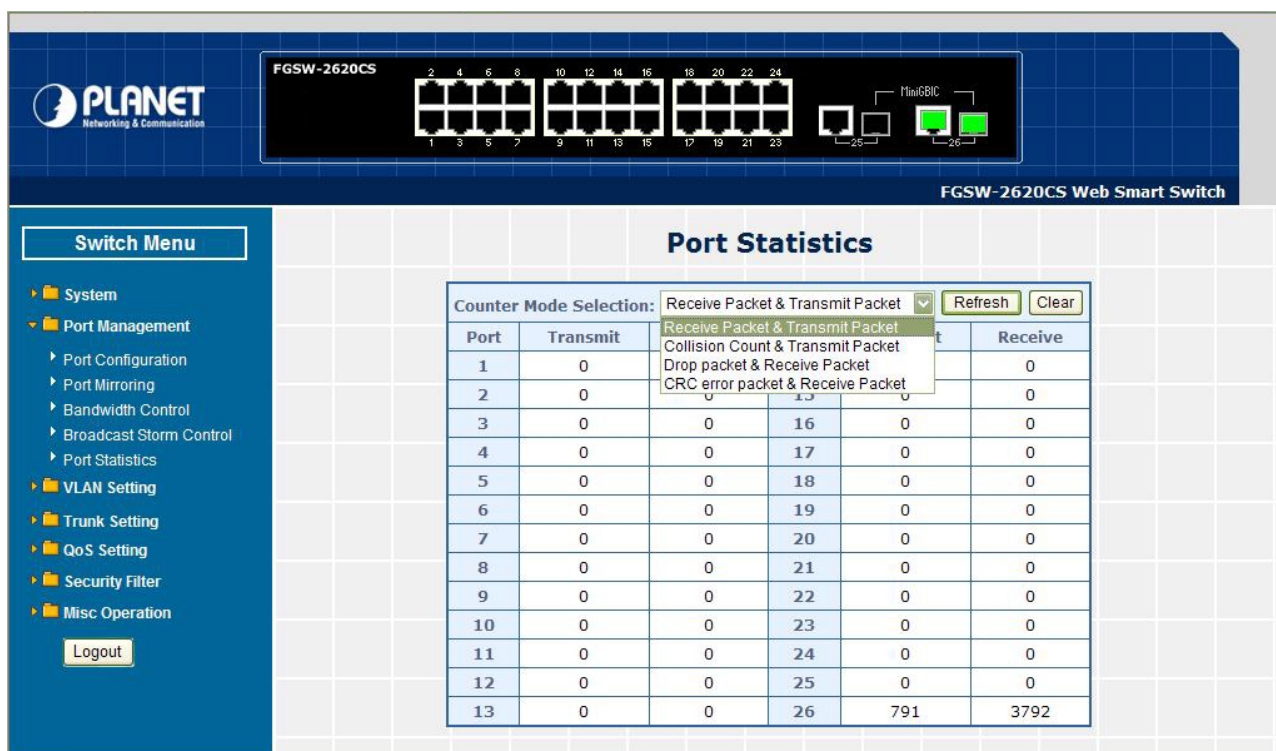 FGSW-2620CS
2 4 6 8 10 12 14 16 18 20 22 24
MiniGBIC
PLANET
Networking & Communication
1 3 5 7 9 11 13 15 17 19 21 23 25 26
FGSW-2620CS Web Smart Switch
Switch Menu
System
Port Management
Port Configuration
Port Mirroring
Bandwidth Control
Broadcast Storm Control
Port Statistics
VLAN Setting
Trunk Setting
QoS Setting
Security Filter
Misc Operation
Logout
Port Statistics
Counter Mode Selection: Receive Packet & Transmit Packet Refresh Clear
Receive Packet & Transmit Packet
Collision Count & Transmit Packet
Drop packet & Receive Packet
CRC error packet & Receive Packet
Port Transmit Receive
1 0 0
2 0 0 15 0 0
3 0 0 16 0 0
4 0 0 17 0 0
5 0 0 18 0 0
6 0 0 19 0 0
7 0 0 20 0 0
8 0 0 21 0 0
9 0 0 22 0 0
10 0 0 23 0 0
11 0 0 24 0 0
12 0 0 25 0 0
13 0 0 26 791 3792